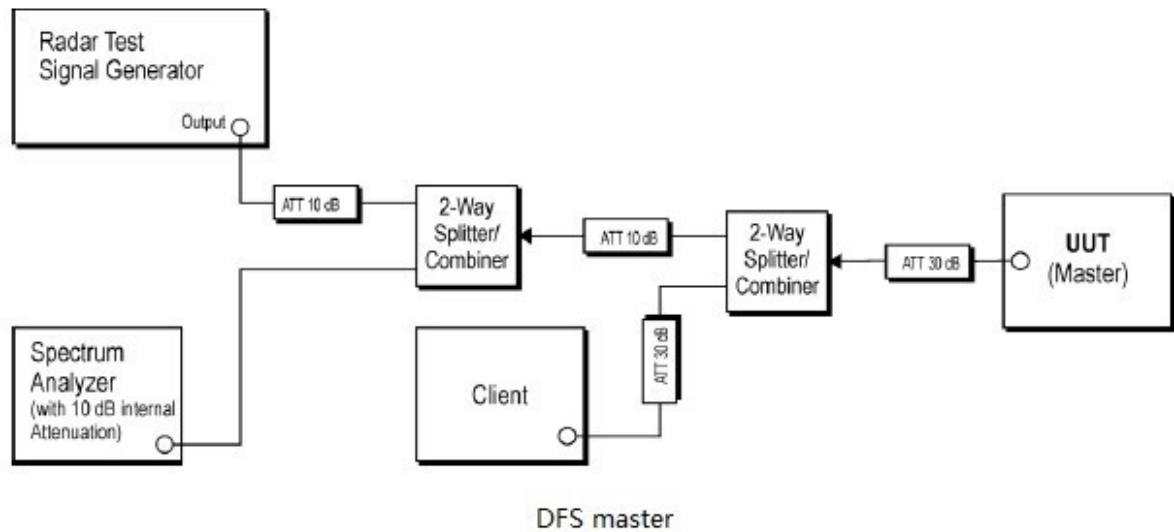 Radar Test
Signal Generator
Output
ATT 10 dB
2-Way
Splitter/
Combiner
ATT 10 dB
2-Way
Splitter/
Combiner
ATT 30 dB
UUT
(Master)
Spectrum
Analyzer
(with 10 dB internal
Attenuation)
Client
ATT 30 dB
DFS master